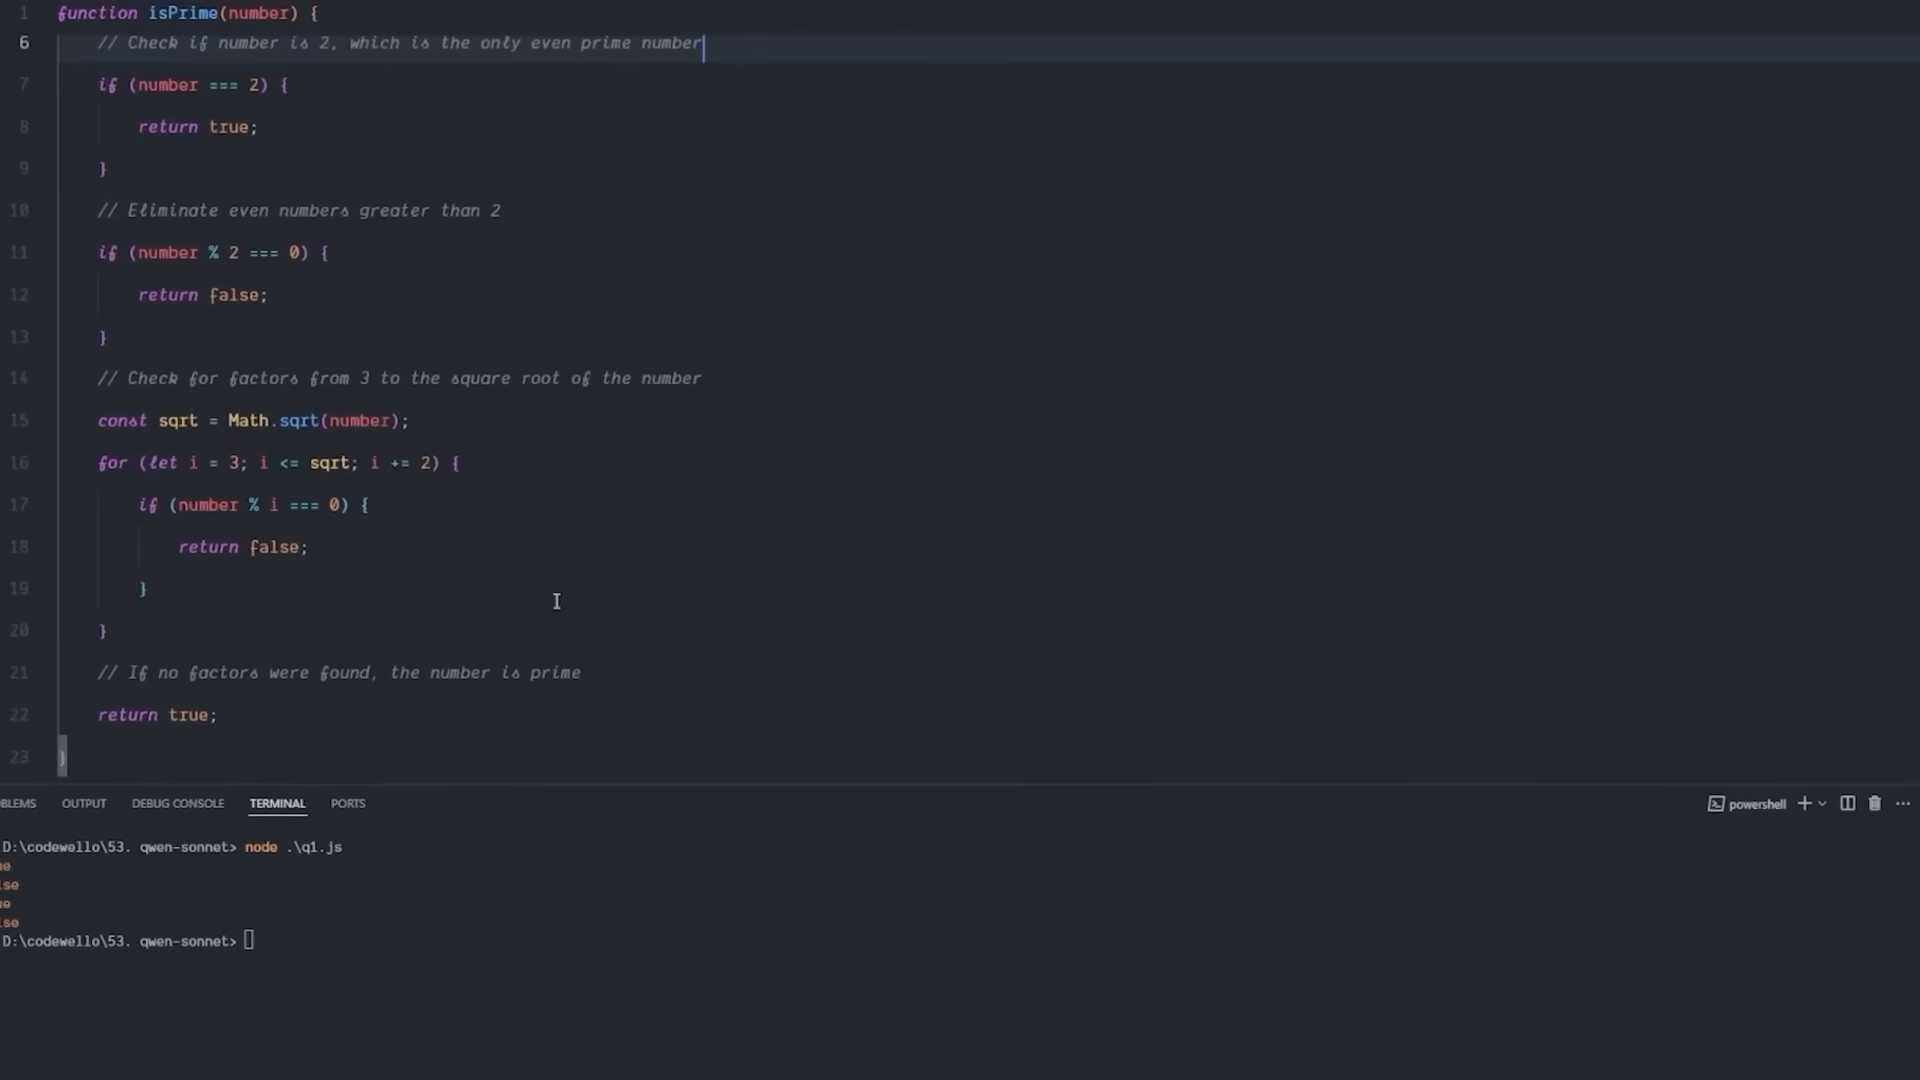 1 function isPrime(number) {
6 // Check if number is 2, which is the only even prime number
7 if (number === 2) {
8 return true;
9 }
10 // Eliminate even numbers greater than 2
11 if (number % 2 === 0) {
12 return false;
13 }
14 // Check for factors from 3 to the square root of the number
15 const sqrt = Math.sqrt(number);
16 for (let i = 3; i <= sqrt; i += 2) {
17 if (number % i === 0) {
18 return false;
19 }
20 }
21 // If no factors were found, the number is prime
22 return true;
23 }
BLEMS OUTPUT DEBUG CONSOLE TERMINAL PORTS powershell
D:\codewello\53. qwen-sonnet> node .\q1.js
ue
lse
ue
lse
D:\codewello\53. qwen-sonnet>